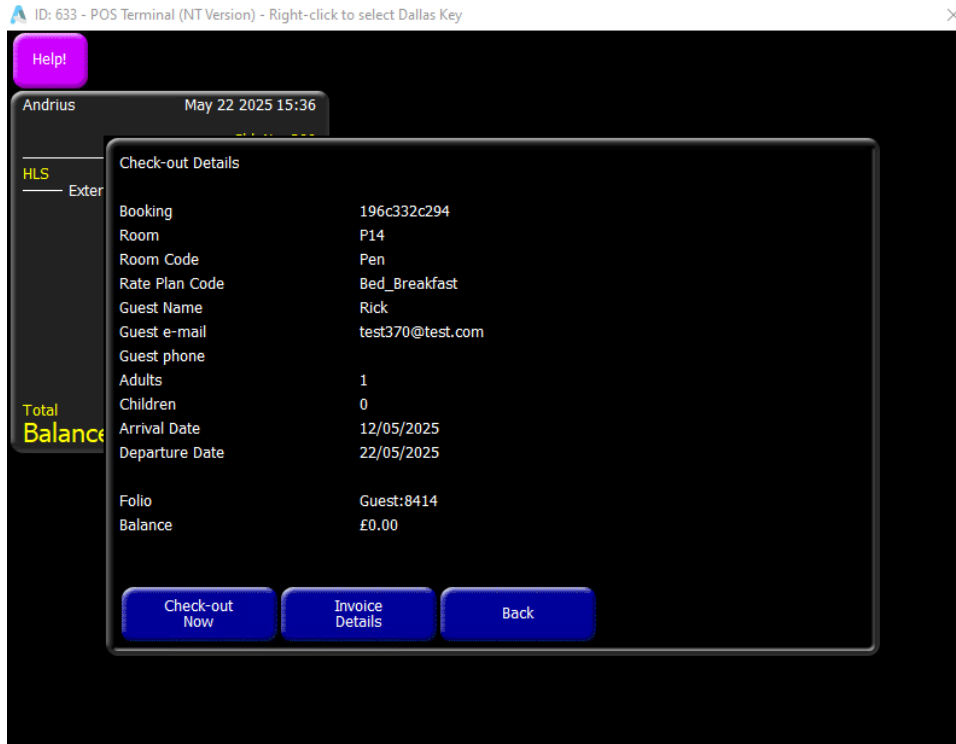 ID: 633 - POS Terminal (NT Version) - Right-click to select Dallas Key
Help!
Andrius May 22 2025 15:36
HLS
Exter
Total
Balance
Check-out Details
Booking 196c332c294
Room P14
Room Code Pen
Rate Plan Code Bed_Breakfast
Guest Name Rick
Guest e-mail test370@test.com
Guest phone
Adults 1
Children 0
Arrival Date 12/05/2025
Departure Date 22/05/2025
Folio Guest:8414
Balance £0.00
Check-out
Now
Invoice
Details
Back